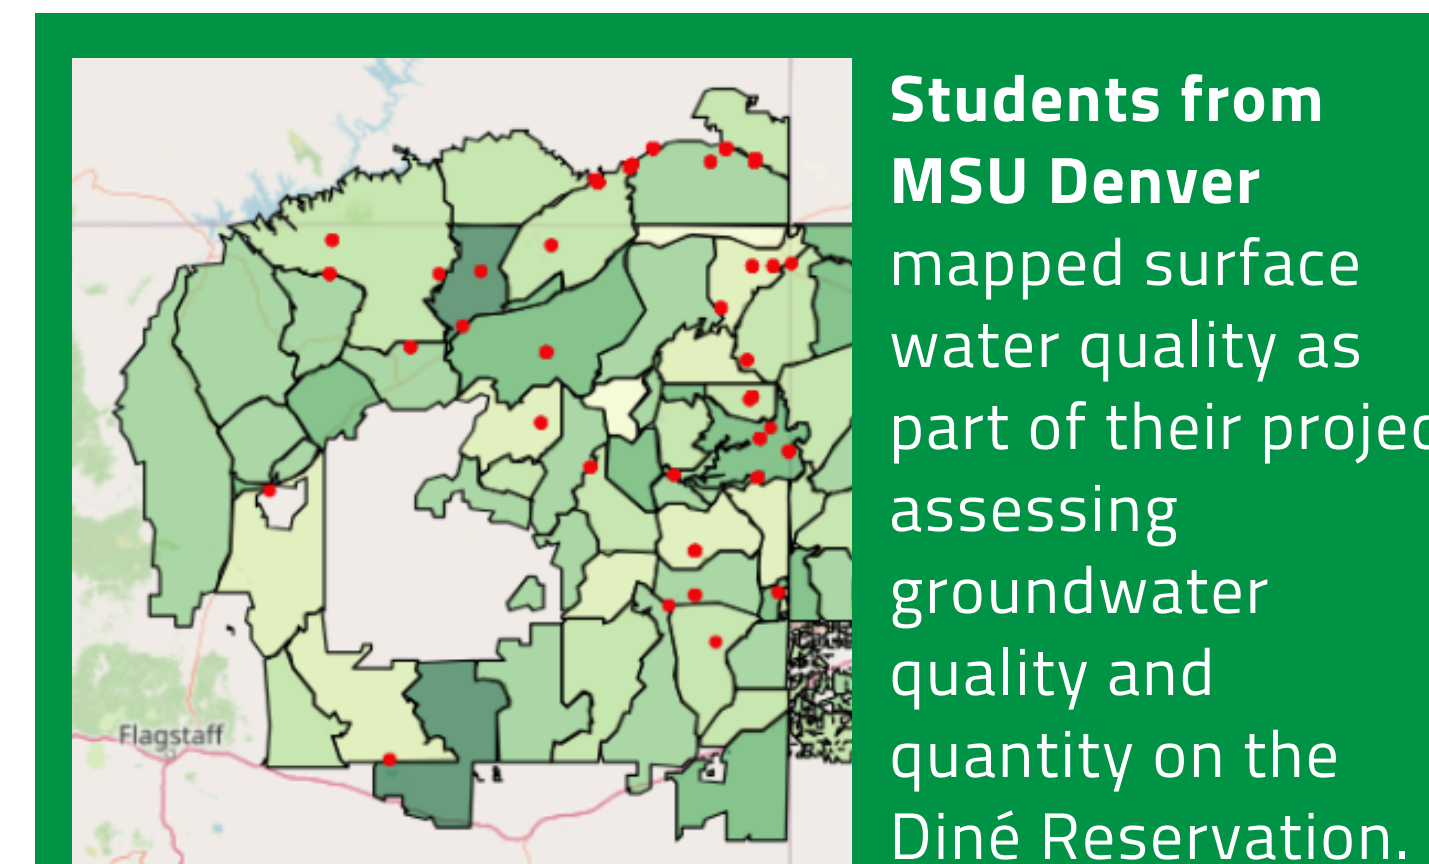 Students from
MSU Denver
mapped surface
water quality as
part of their projec
assessing
groundwater
quality and
quantity on the
Diné Reservation.
Flagstaff